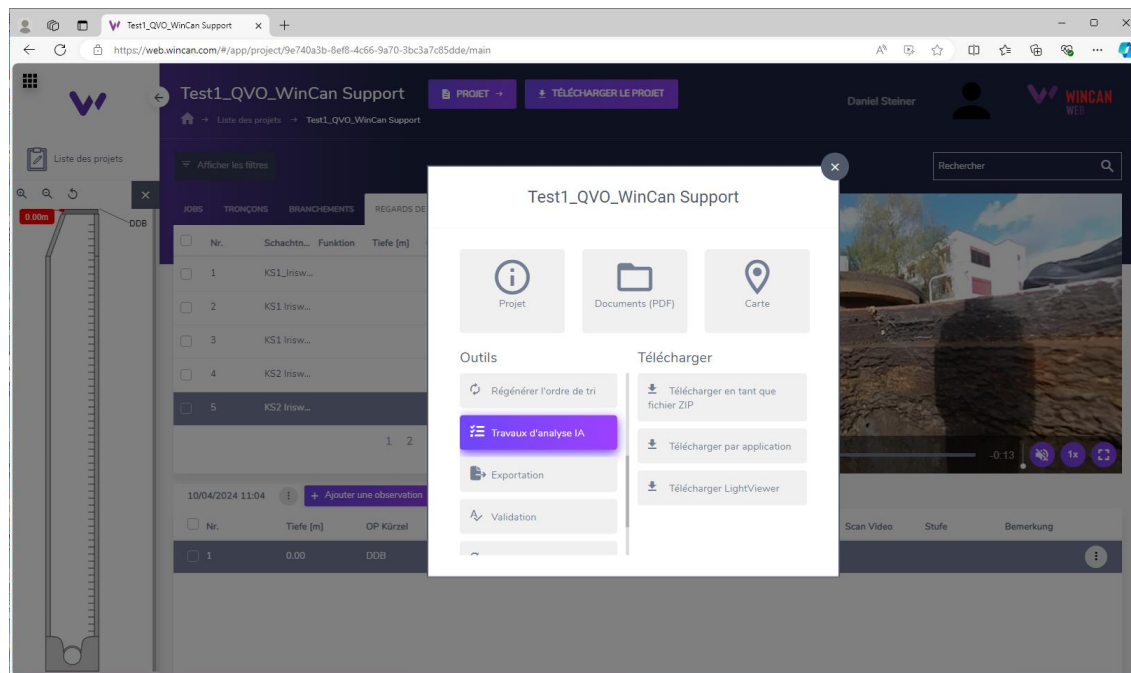 Test1_QVO_WinCan Support
https://web.wincan.com/#/app/project/9e740a3b-8ef8-4c66-9a70-3bc3a7c85dde/main
Test1_QVO_WinCan Support
PROJET →
TÉLÉCHARGER LE PROJET
Daniel Steiner
WINCAN
WEB
→ Liste des projets → Test1_QVO_WinCan Support
Liste des projets
Afficher les filtres
Rechercher
0.00m
DDB
JOBS TRONÇONS BRANCHEMENTS REGARDS DE
Nr. Schachtn... Funktion Tiefe [m]
1 KS1_Irisw...
2 KS1 Irisw...
3 KS1 Irisw...
4 KS2 Irisw...
5 KS2 Irisw...
1 2
Test1_QVO_WinCan Support
Projet
Documents (PDF)
Carte
Outils
Régénérer l'ordre de tri
Travaux d'analyse IA
Exportation
Validation
Télécharger
Télécharger en tant que
fichier ZIP
Télécharger par application
Télécharger LightViewer
-0:13
1x
10/04/2024 11:04
+ Ajouter une observation
Nr. Tiefe [m] OP Kürzel Scan Video Stufe Bemerkung
1 0.00 DDB